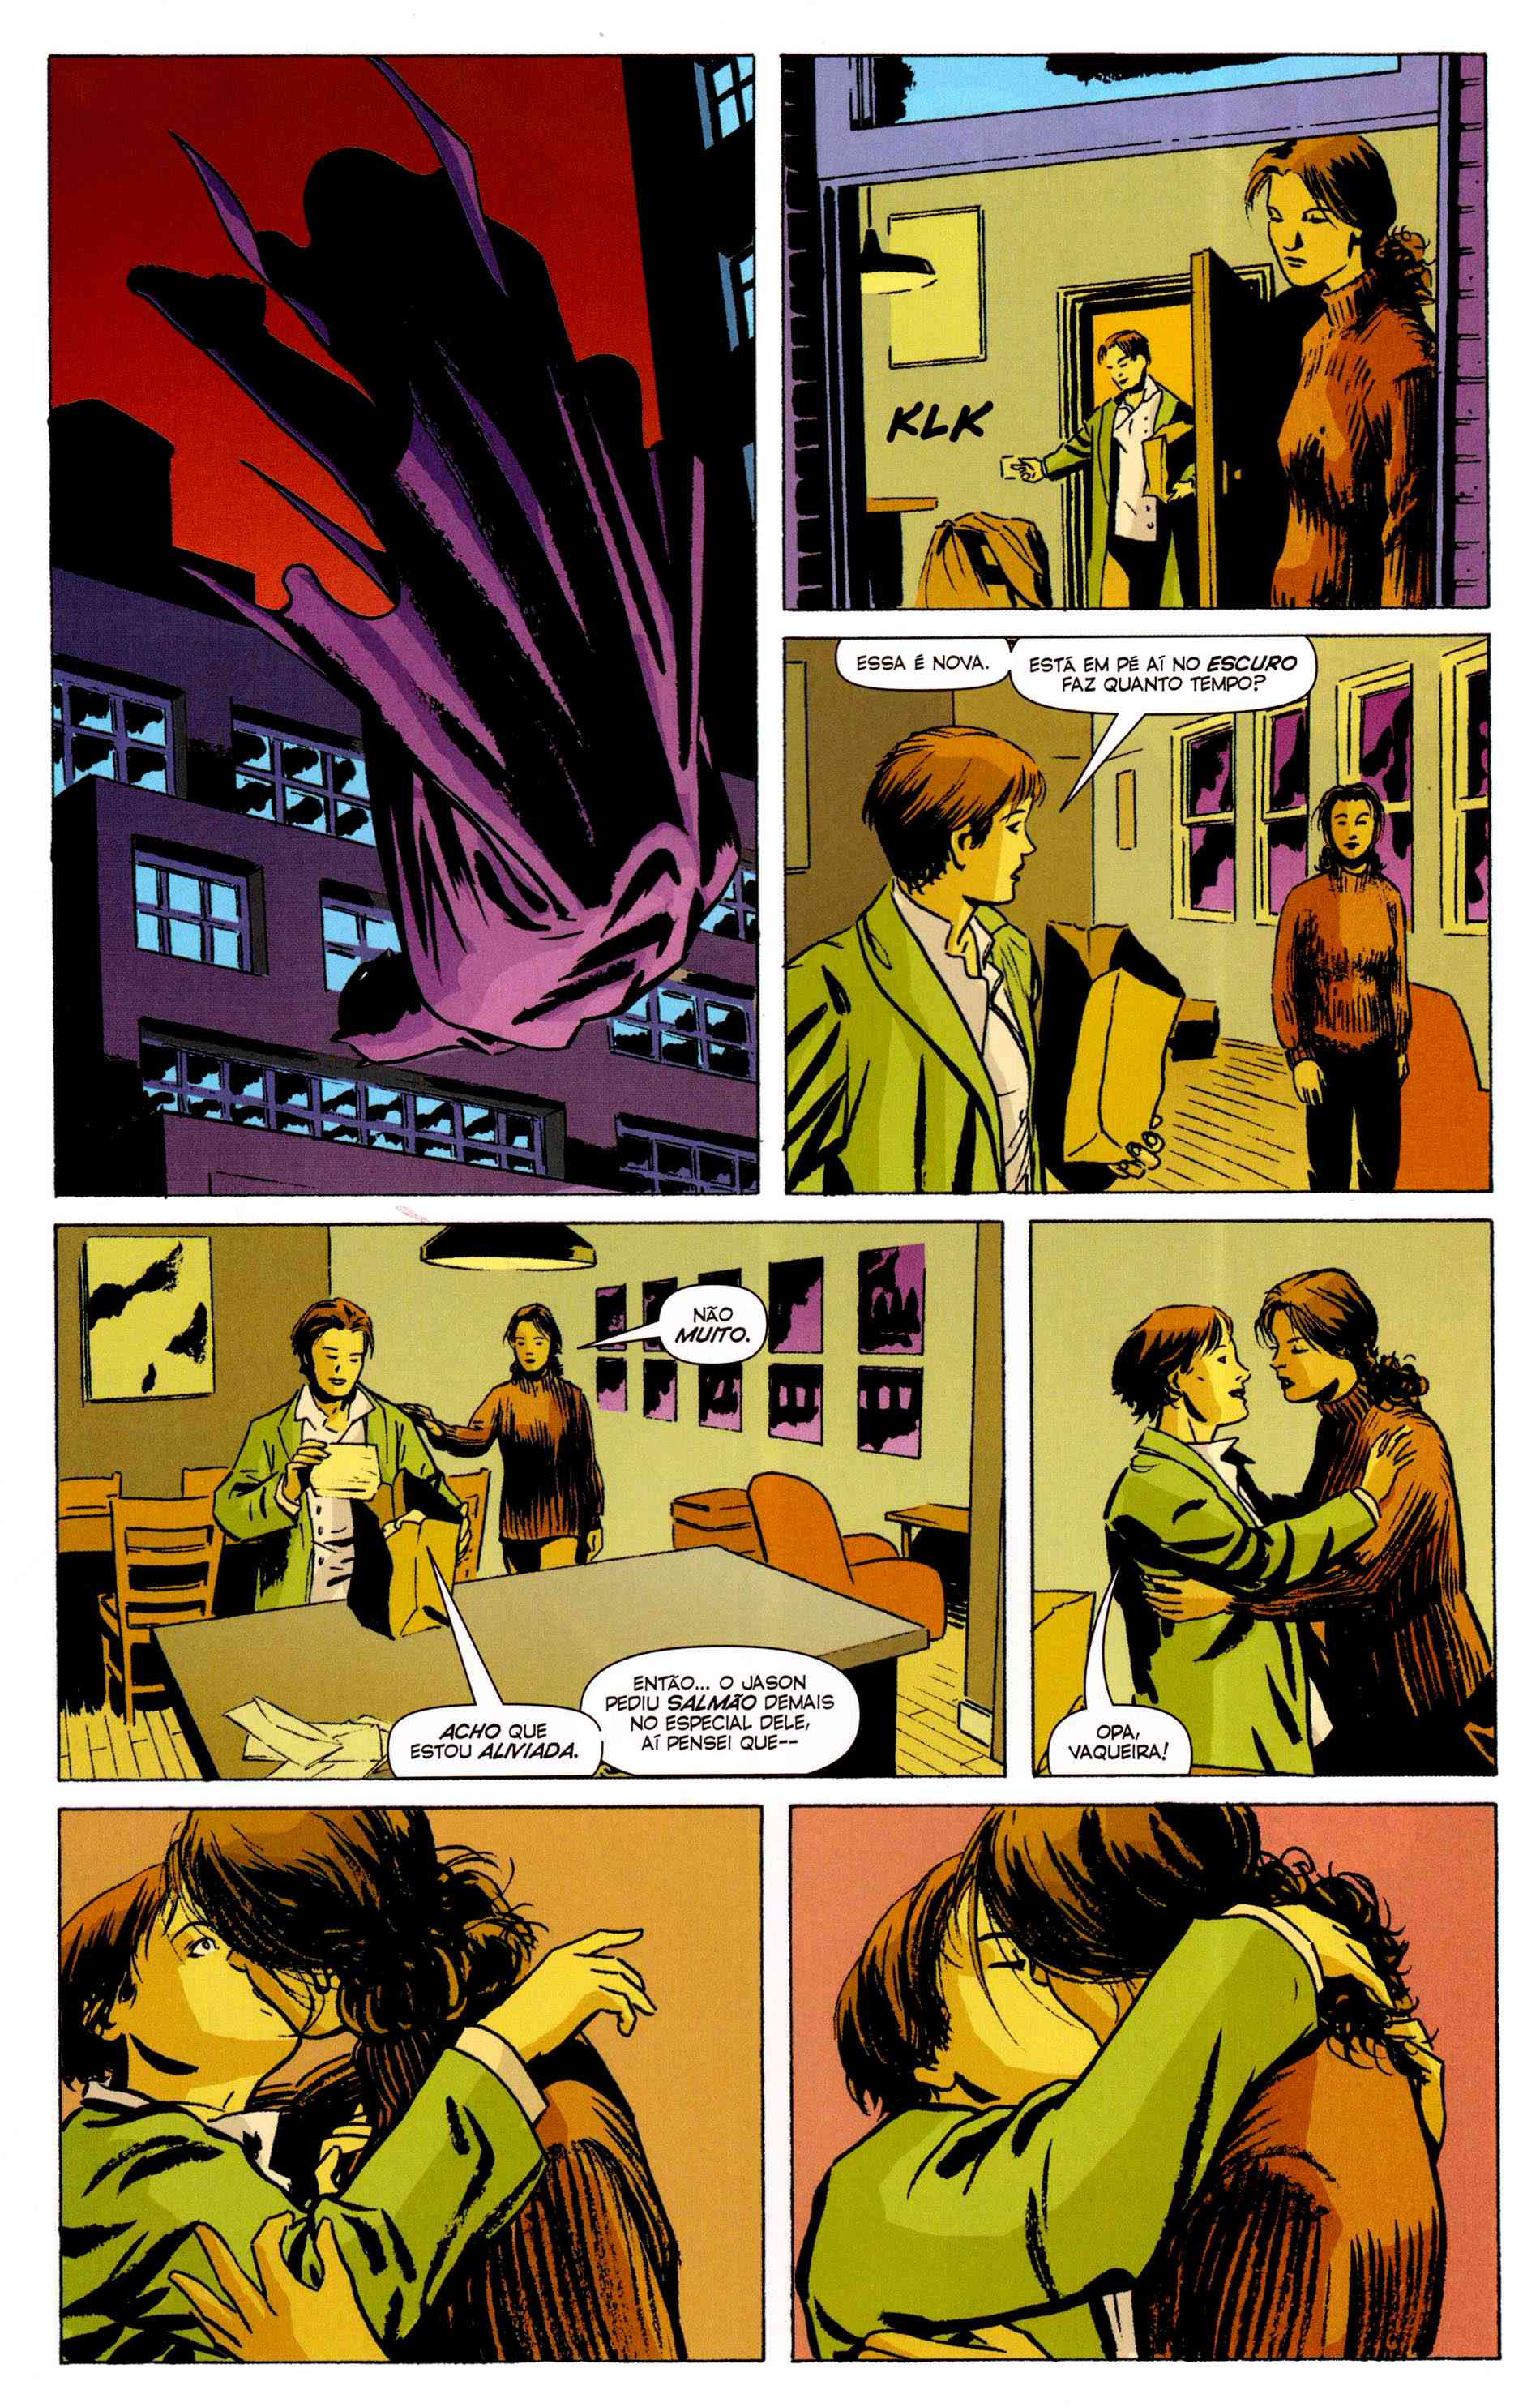 KLK
ESSA É NOVA.
ESTÁ EM PÉ AÍ NO ESCURO
FAZ QUANTO TEMPO?
NÃO
MUITO.
ACHO QUE
ESTOU ALIVIADA.
ENTÃO... O JASON
PEDIU SALMÃO DEMAIS
NO ESPECIAL DELE,
AÍ PENSEI QUE--
OPA,
VAQUEIRA!